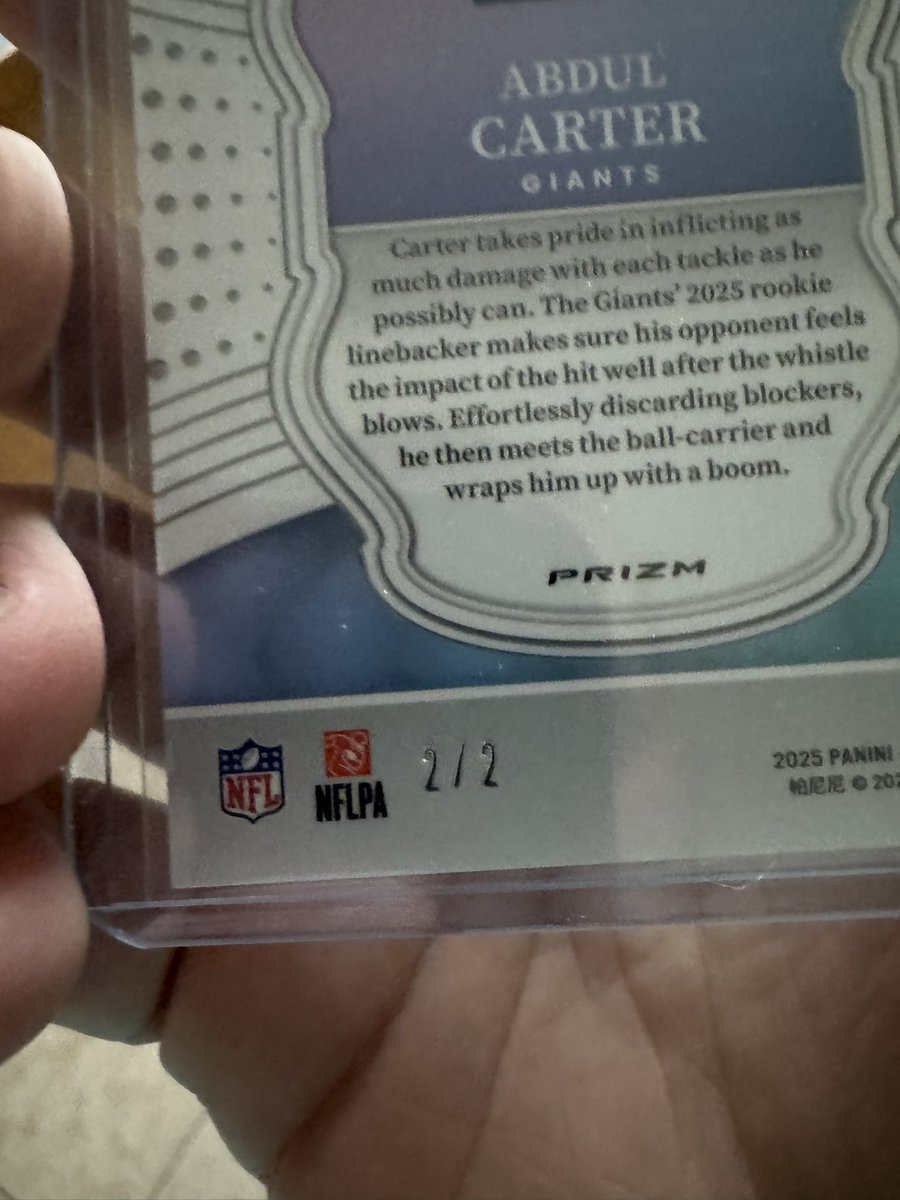 ABDUL
CARTER
GIANTS
Carter takes pride in inflicting as
much damage with each tackle as he
possibly can. The Giants' 2025 rookie
linebacker makes sure his opponent feels
the impact of the hit well after the whistle
blows. Effortlessly discarding blockers,
he then meets the ball-carrier and
wraps him up with a boom.
PRIZM
NFL
NFLPA
2/2
2025 PANINI
帕尼尼 ©